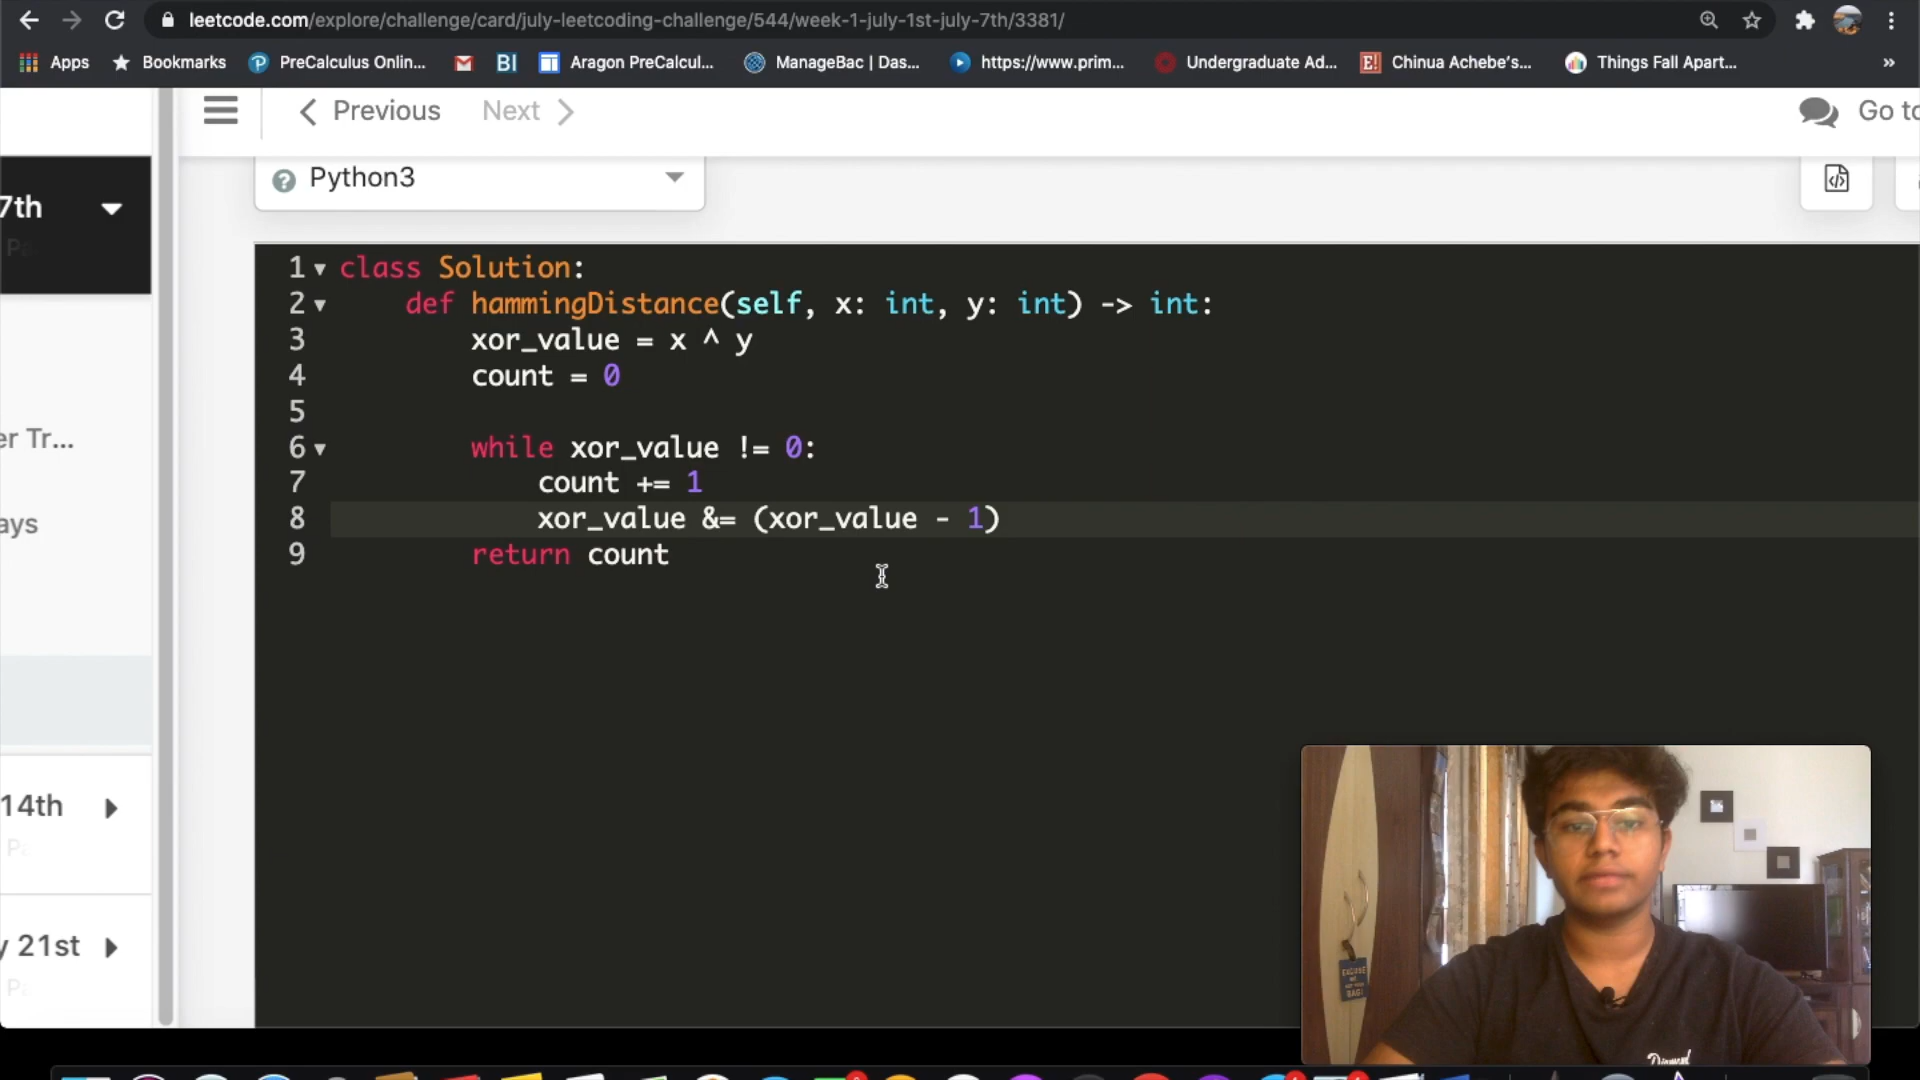 leetcode.com/explore/challenge/card/july-leetcoding-challenge/544/week-1-july-1st-july-7th/3381/
Apps Bookmarks PreCalculus Onlin... BI Aragon PreCalcul... ManageBac | Das... https://www.prim... Undergraduate Ad... E! Chinua Achebe's... Things Fall Apart... »
Previous Next Go to
7th
Python3
1 class Solution:
2 def hammingDistance(self, x: int, y: int) -> int:
3 xor_value = x ^ y
4 count = 0
5
6 while xor_value != 0:
7 count += 1
8 xor_value &= (xor_value - 1)
9 return count
er Tr...
ays
14th
y 21st
EXCUSE
BAG!